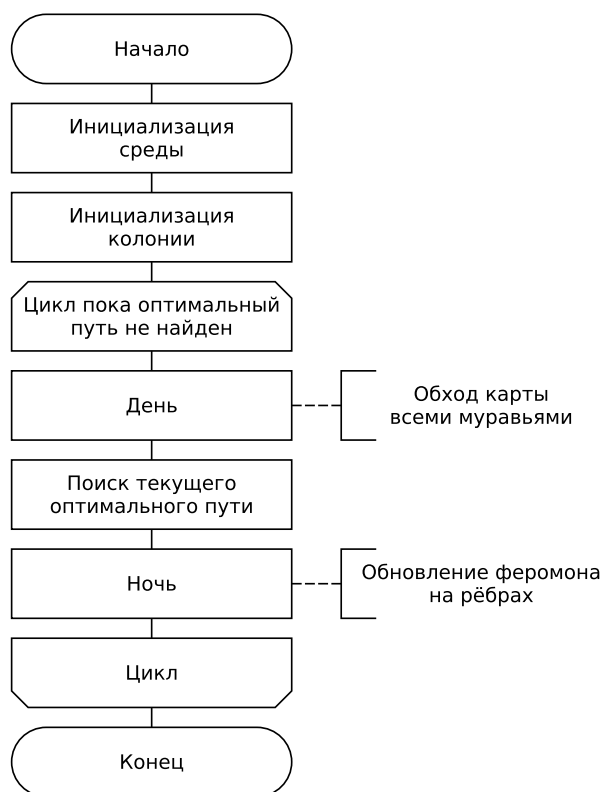 Начало
Инициализация
среды
Инициализация
колонии
Цикл пока оптимальный
путь не найден
День
Обход карты
всеми муравьями
Поиск текущего
оптимального пути
Ночь
Обновление феромона
на рёбрах
Цикл
Конец